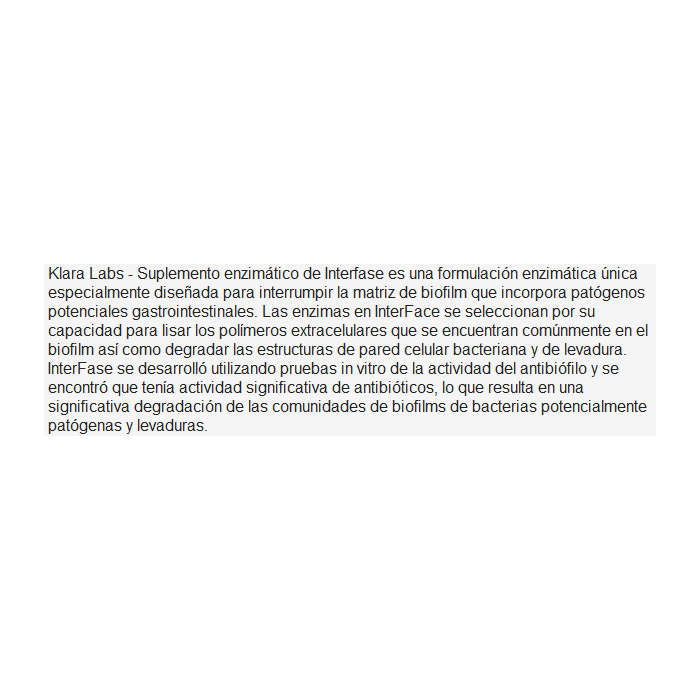 Klara Labs - Suplemento enzimático de Interfase es una formulación enzimática única
especialmente diseñada para interrumpir la matriz de biofilm que incorpora patógenos
potenciales gastrointestinales. Las enzimas en InterFace se seleccionan por su
capacidad para lisar los polímeros extracelulares que se encuentran comúnmente en el
biofilm así como degradar las estructuras de pared celular bacteriana y de levadura.
InterFase se desarrolló utilizando pruebas in vitro de la actividad del antibiófilo y se
encontró que tenía actividad significativa de antibióticos, lo que resulta en una
significativa degradación de las comunidades de biofilms de bacterias potencialmente
patógenas y levaduras.